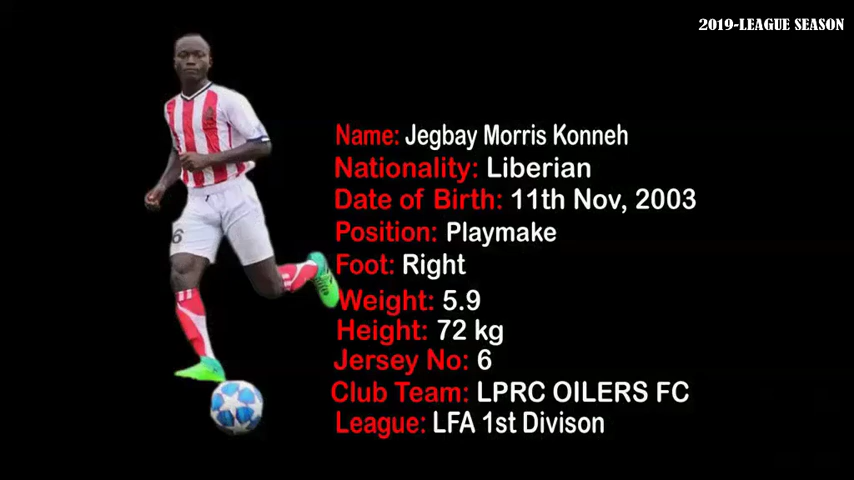 2019-LEAGUE SEASON
Name: Jegbay Morris Konneh
Nationality: Liberian
Date of Birth: 11th Nov, 2003
Position: Playmake
Foot: Right
Weight: 5.9
Height: 72 kg
Jersey No: 6
Club Team: LPRC OILERS FC
League: LFA 1st Divison
6